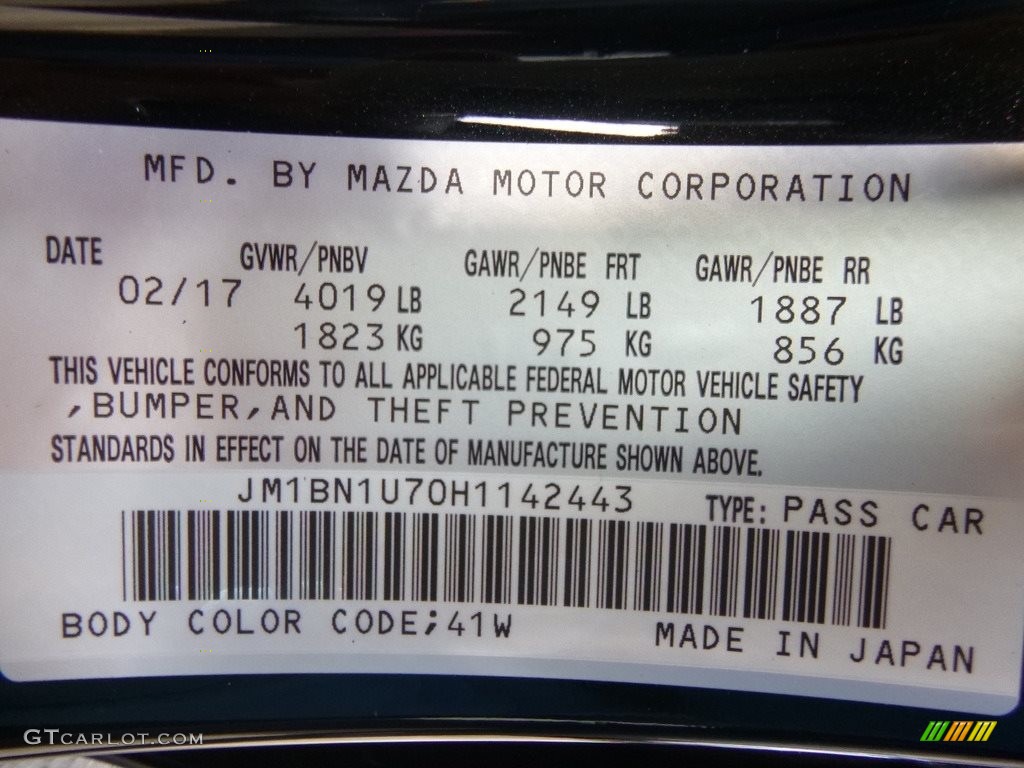 MFD. BY MAZDA MOTOR CORPORATION
DATE GVWR/PNBV GAWR/PNBE FRT GAWR/PNBE RR
02/17 4019 LB 2149 LB 1887 LB
1823 KG 975 KG 856 KG
THIS VEHICLE CONFORMS TO ALL APPLICABLE FEDERAL MOTOR VEHICLE SAFETY
,BUMPER,AND THEFT PREVENTION
STANDARDS IN EFFECT ON THE DATE OF MANUFACTURE SHOWN ABOVE.
JM1BN1U70H1142443 TYPE: PASS CAR
BODY COLOR CODE;41W MADE IN JAPAN
GTCARLOT.COM